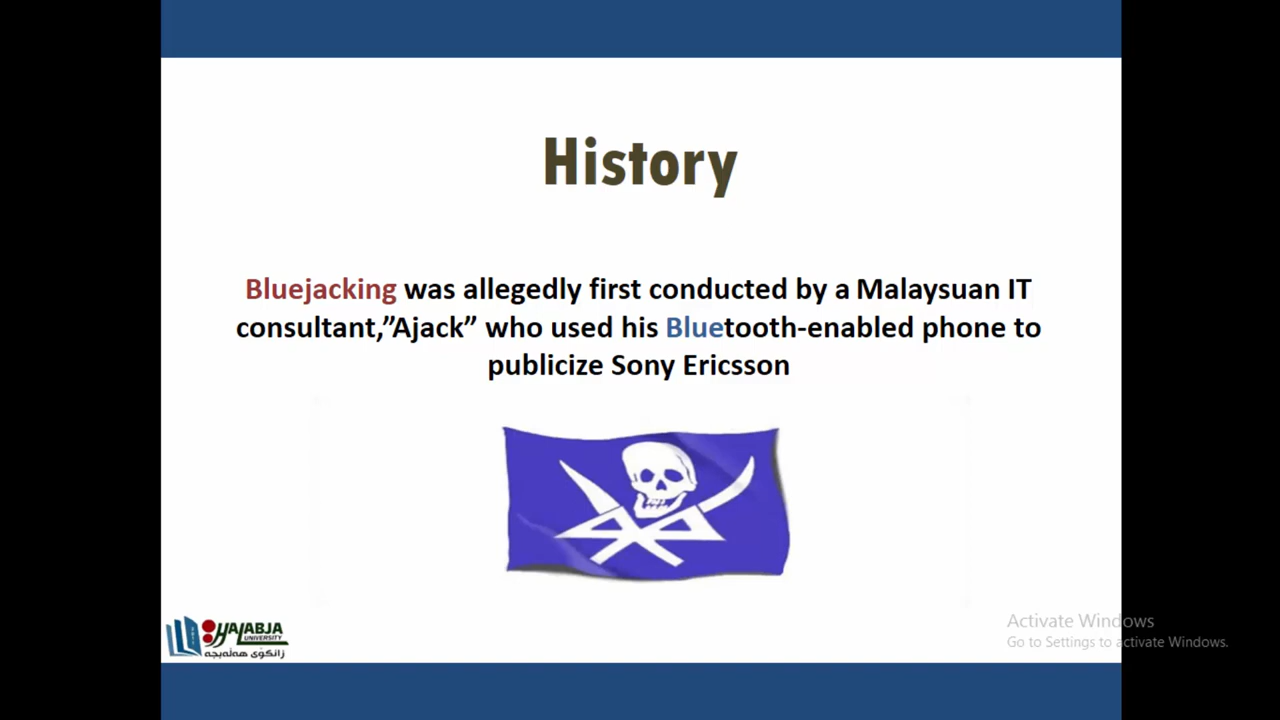 History
Bluejacking was allegedly first conducted by a Malaysuan IT
consultant,”Ajack” who used his Bluetooth-enabled phone to
publicize Sony Ericsson
HALABJA
UNIVERSITY
زانكۆی هەڵەبجە
Activate Windows
Go to Settings to activate Windows.